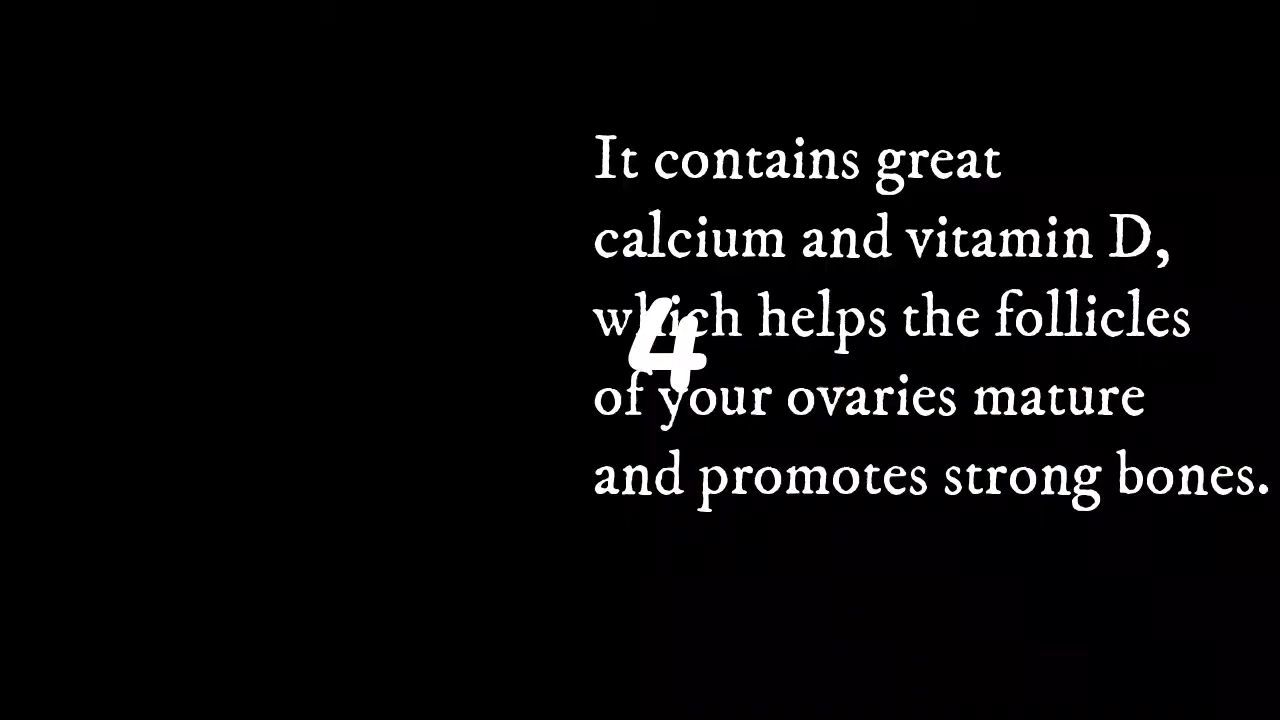 It contains great
calcium and vitamin D,
which helps the follicles
4
of your ovaries mature
and promotes strong bones.